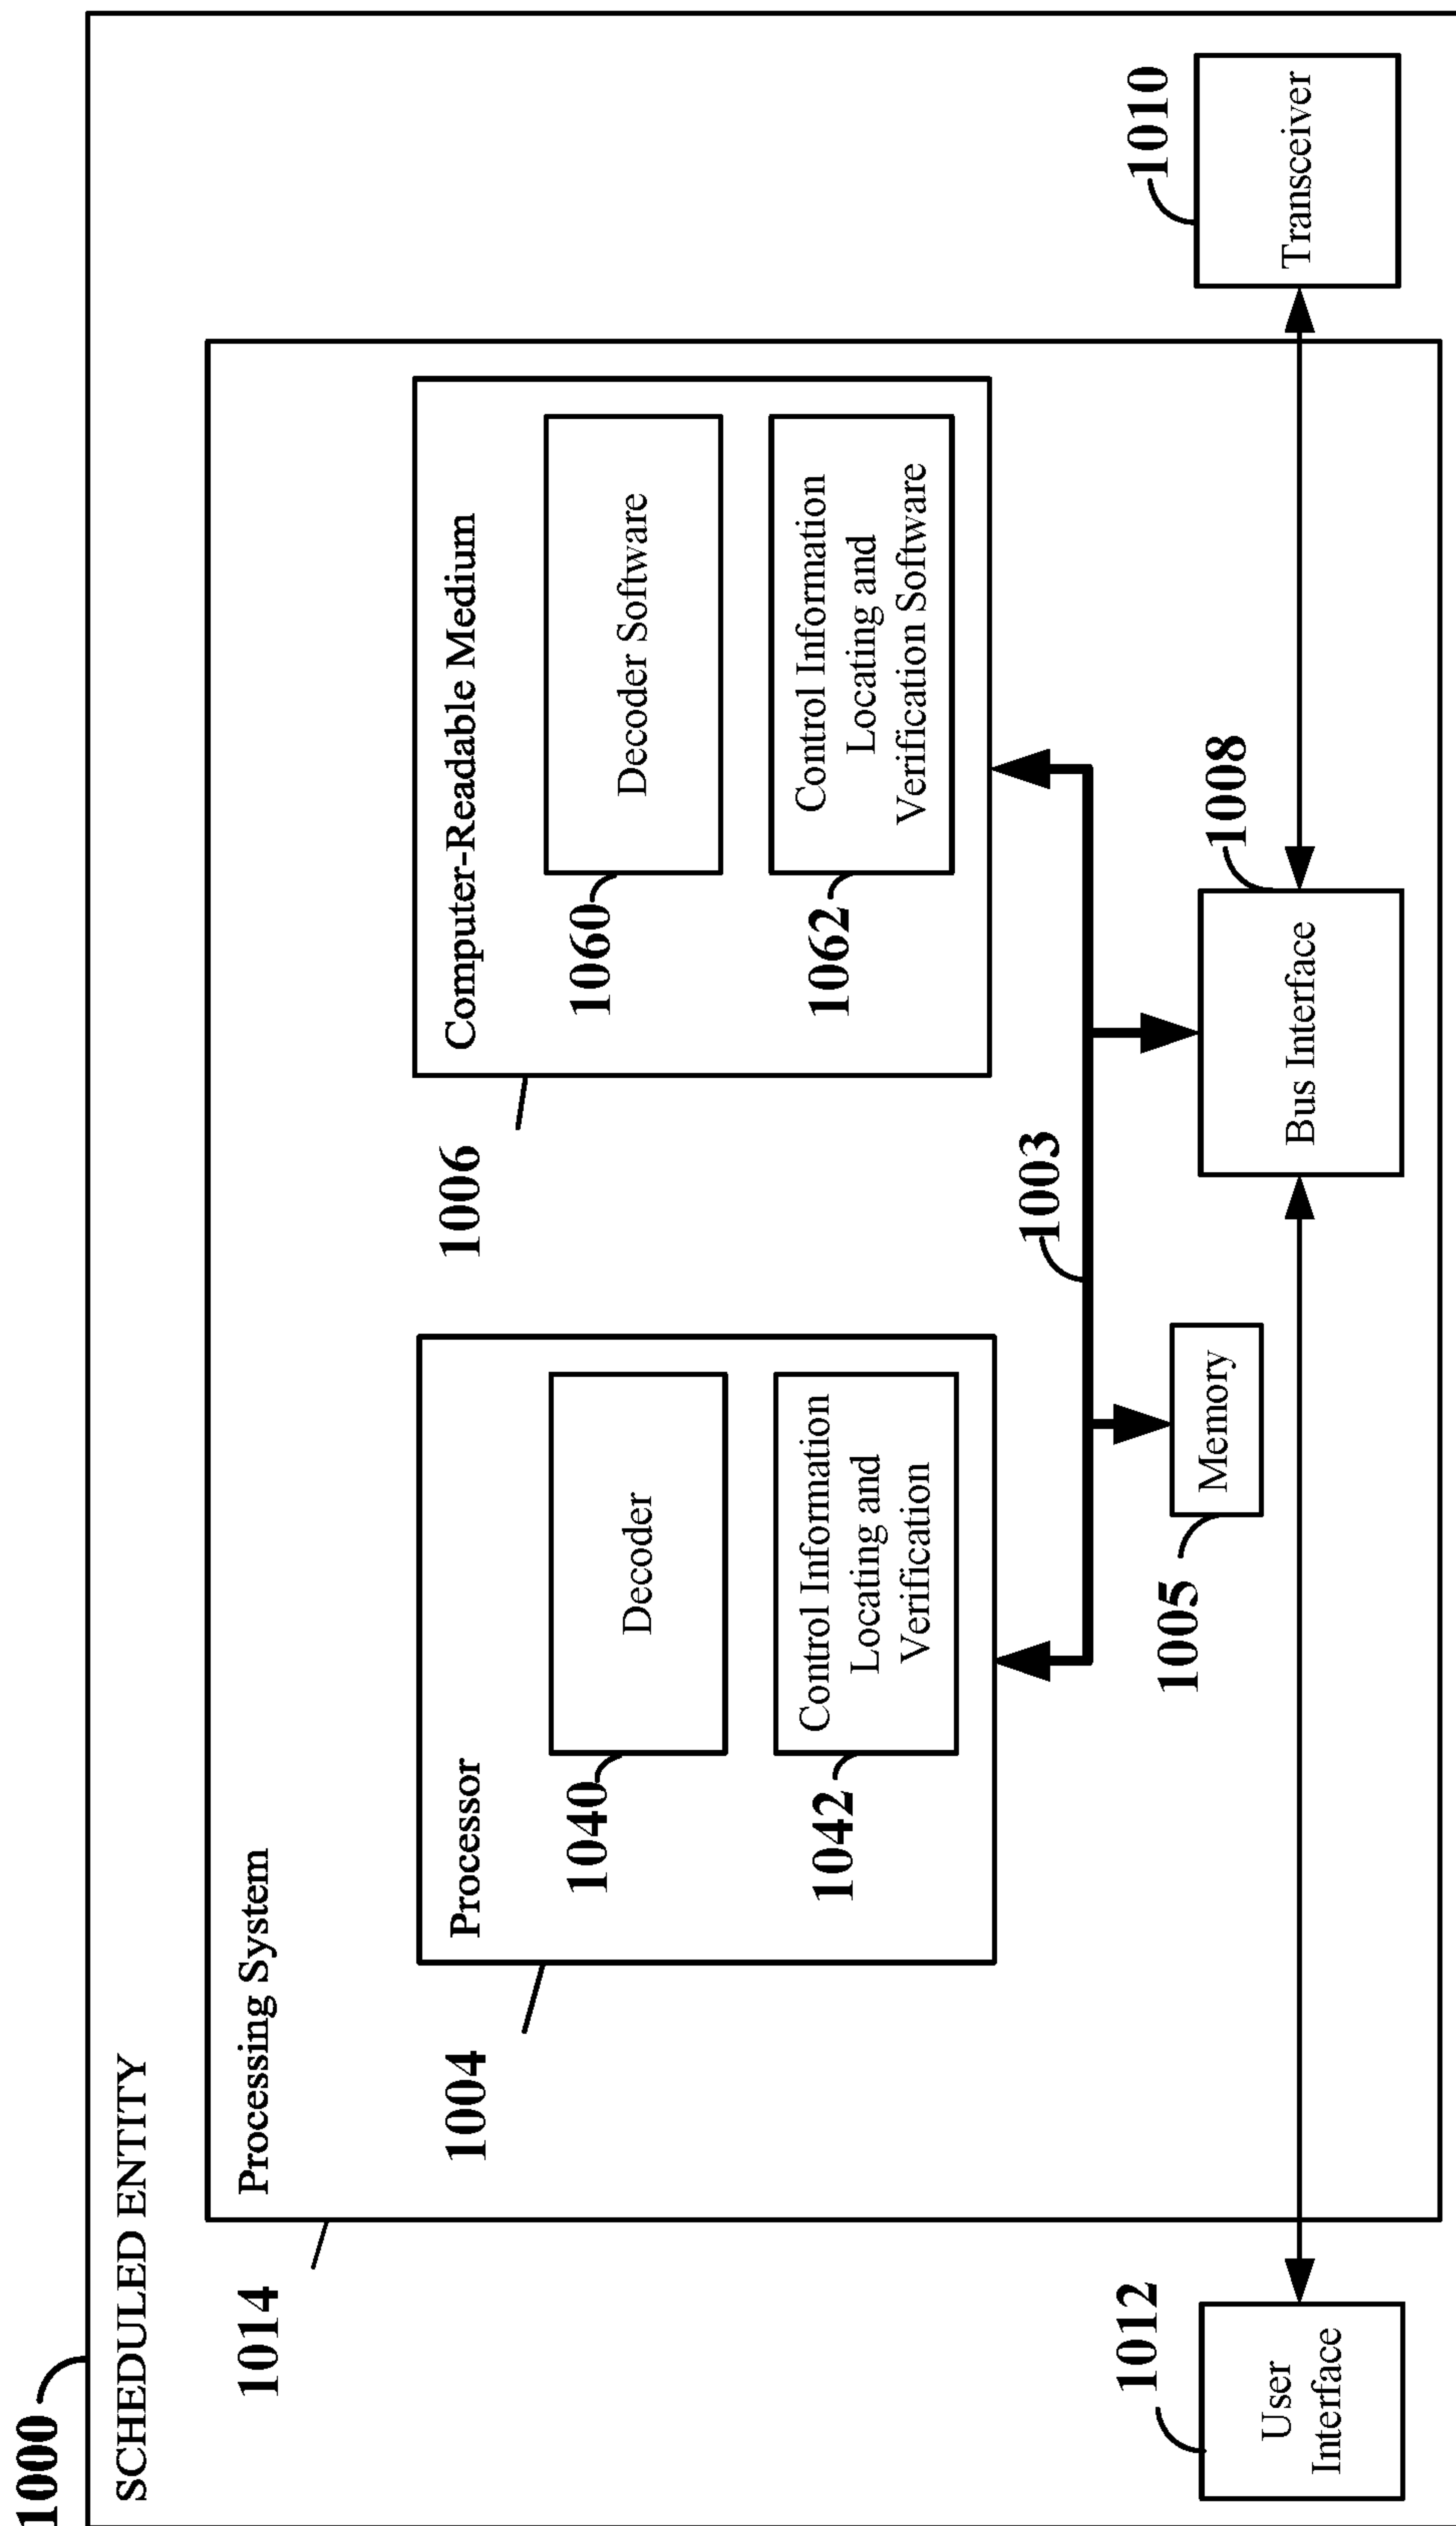 1000
SCHEDULED ENTITY
1014
Processing System
1004
Processor
1040
Decoder
1042
Control Information
Locating and
Verification
1006
Computer-Readable Medium
1060
Decoder Software
1062
Control Information
Locating and
Verification Software
1003
1005
Memory
1012
User
Interface
1008
Bus Interface
1010
Transceiver